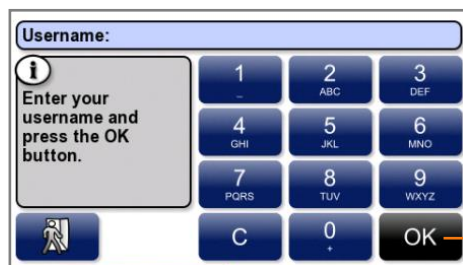 Username:
i
Enter your
username and
press the OK
button.
1 2 3
_ ABC DEF
4 5 6
GHI JKL MNO
7 8 9
PQRS TUV WXYZ
C 0 OK
+